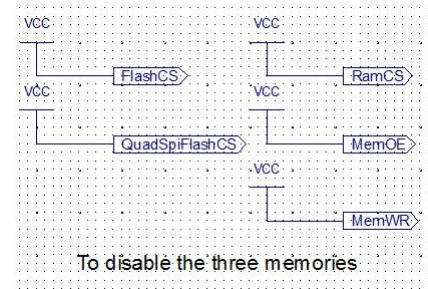 VCC VCC
FlashCS RamCS
VCC VCC
QuadSpiFlashCS MemOE
VCC
MemWR
To disable the three memories